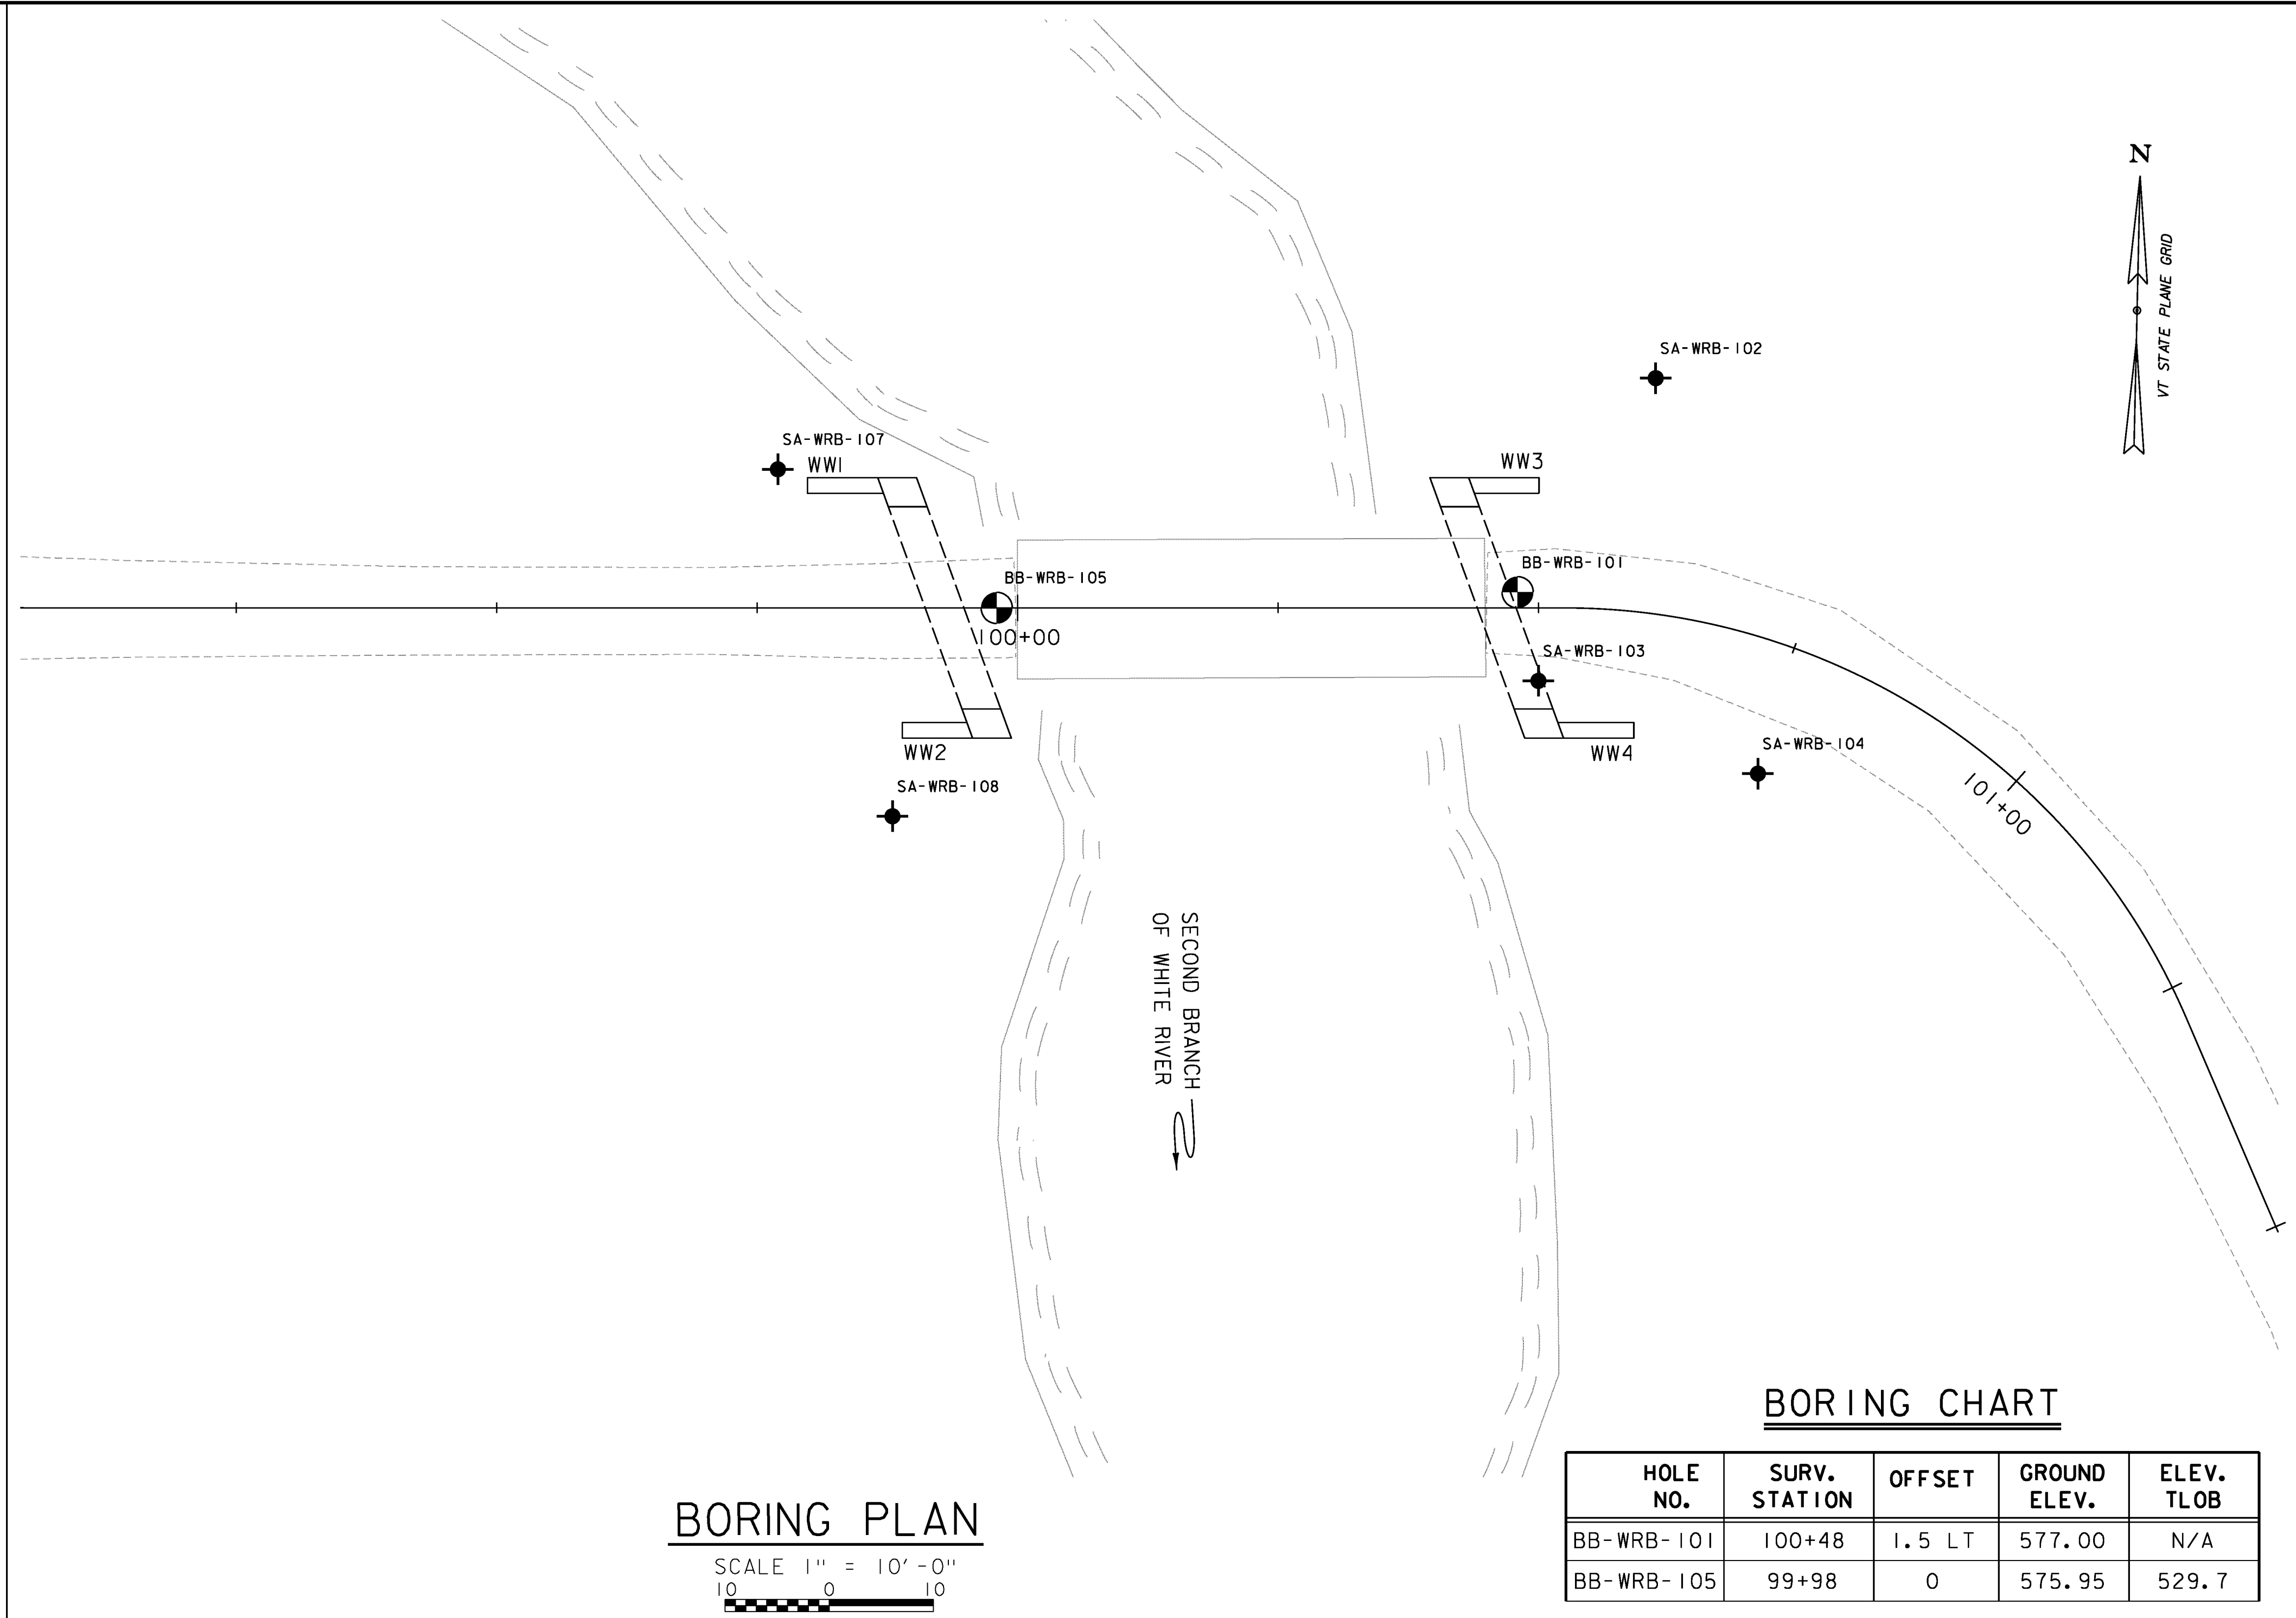 N
VT STATE PLANE GRID
SA-WRB-102
SA-WRB-107
WW1
WW3
BB-WRB-105
BB-WRB-101
100+00
SA-WRB-103
WW2
WW4
SA-WRB-104
SA-WRB-108
101+00
SECOND BRANCH
OF WHITE RIVER
BORING CHART
HOLE NO. SURV. STATION OFFSET GROUND ELEV. ELEV. TLOB
BB-WRB-101 100+48 1.5 LT 577.00 N/A
BB-WRB-105 99+98 0 575.95 529.7
BORING PLAN
SCALE 1" = 10'-0"
10 0 10